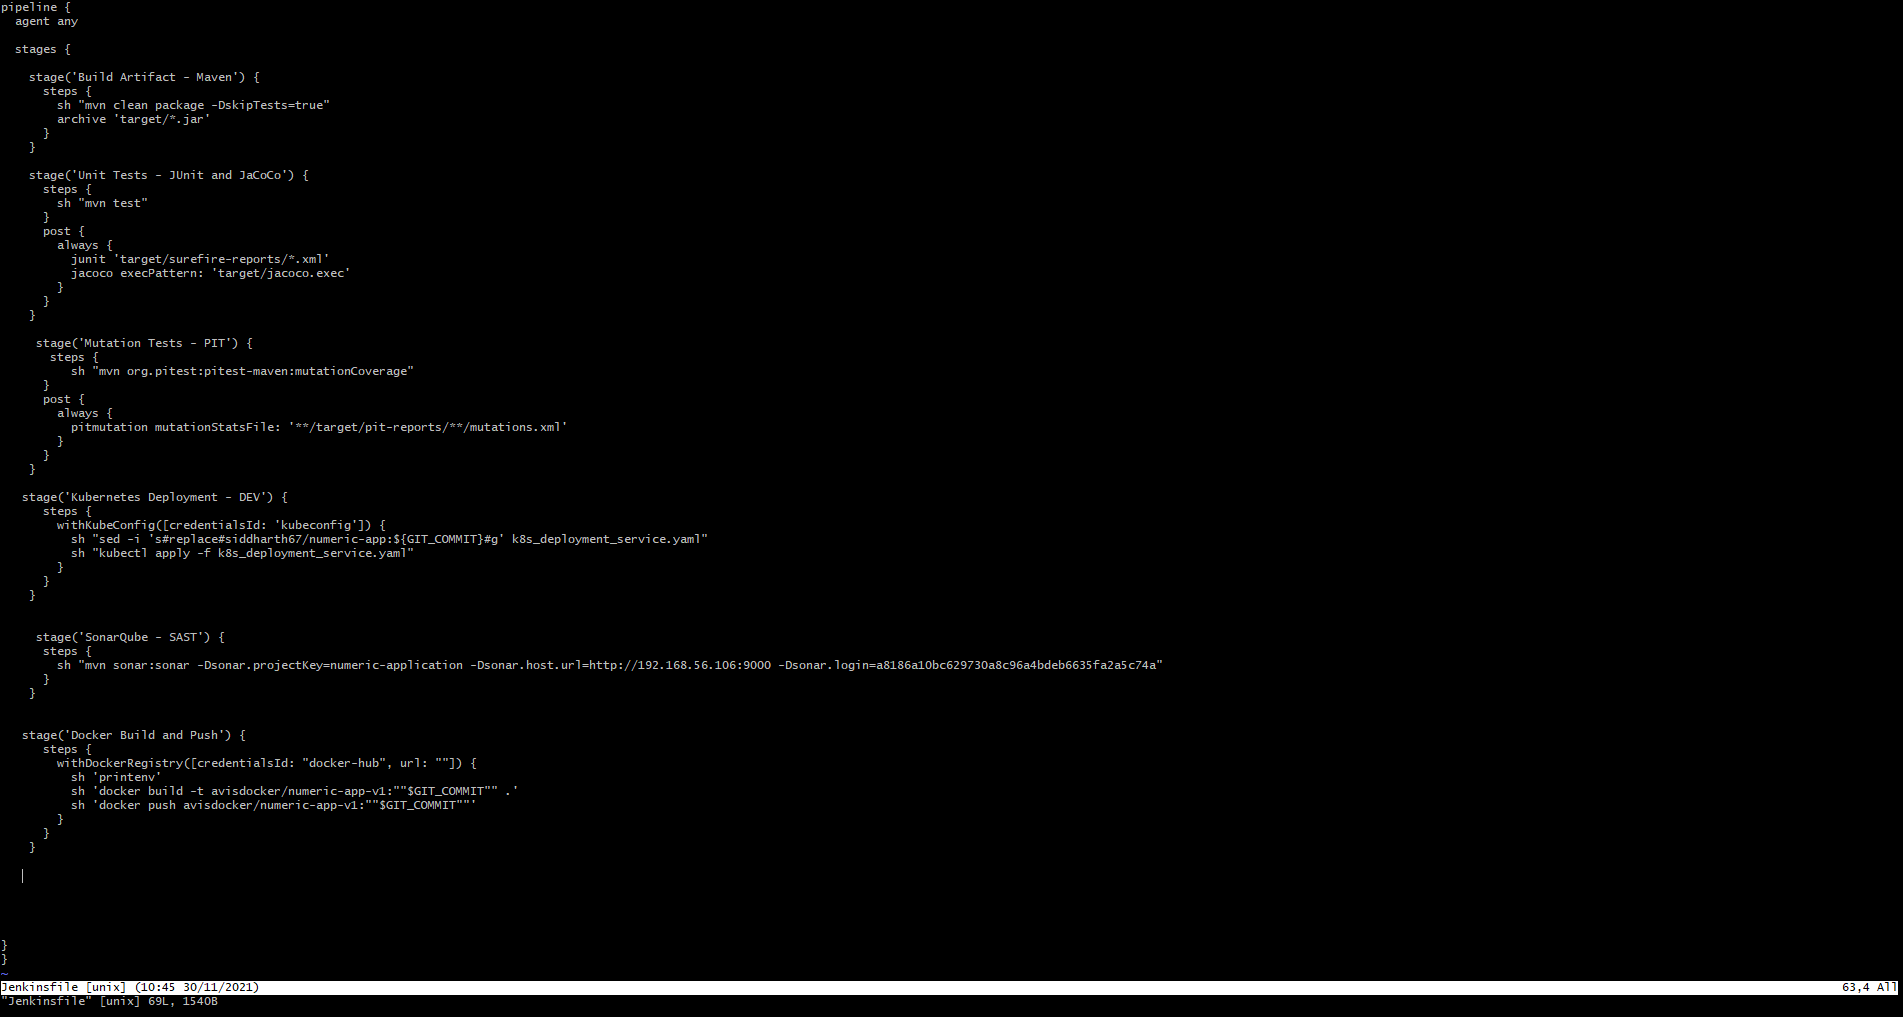 pipeline {
  agent any

  stages {

    stage('Build Artifact - Maven') {
      steps {
        sh "mvn clean package -DskipTests=true"
        archive 'target/*.jar'
      }
    }

    stage('Unit Tests - JUnit and JaCoCo') {
      steps {
        sh "mvn test"
      }
      post {
        always {
          junit 'target/surefire-reports/*.xml'
          jacoco execPattern: 'target/jacoco.exec'
        }
      }
    }

     stage('Mutation Tests - PIT') {
       steps {
          sh "mvn org.pitest:pitest-maven:mutationCoverage"
      }
      post {
        always {
          pitmutation mutationStatsFile: '**/target/pit-reports/**/mutations.xml'
        }
      }
    }

   stage('Kubernetes Deployment - DEV') {
      steps {
        withKubeConfig([credentialsId: 'kubeconfig']) {
          sh "sed -i 's#replace#siddharth67/numeric-app:${GIT_COMMIT}#g' k8s_deployment_service.yaml"
          sh "kubectl apply -f k8s_deployment_service.yaml"
        }
      }
    }


     stage('SonarQube - SAST') {
      steps {
        sh "mvn sonar:sonar -Dsonar.projectKey=numeric-application -Dsonar.host.url=http://192.168.56.106:9000 -Dsonar.login=a8186a10bc629730a8c96a4bdeb6635fa2a5c74a"
      }
    }


   stage('Docker Build and Push') {
      steps {
        withDockerRegistry([credentialsId: "docker-hub", url: ""]) {
          sh 'printenv'
          sh 'docker build -t avisdocker/numeric-app-v1:""$GIT_COMMIT"" .'
          sh 'docker push avisdocker/numeric-app-v1:""$GIT_COMMIT""'
        }
      }
    }

}
}
~
Jenkinsfile [unix] (10:45 30/11/2021) 63,4 All
"Jenkinsfile" [unix] 69L, 1540B